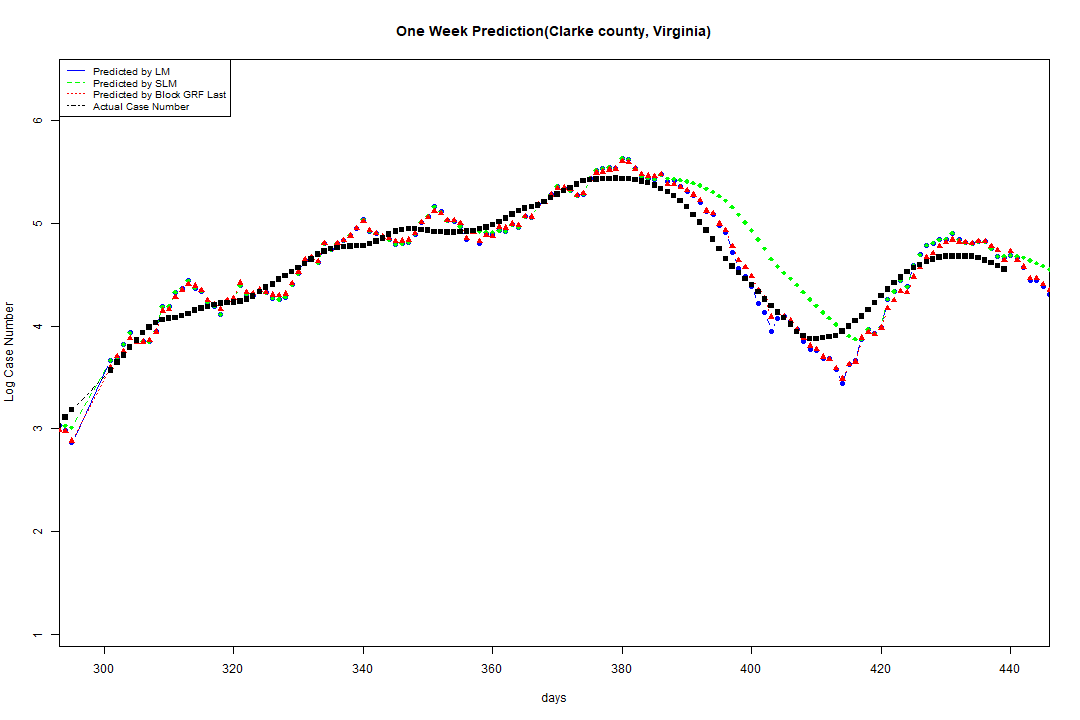 One Week Prediction(Clarke county, Virginia)
Predicted by LM
Predicted by SLM
Predicted by Block GRF Last
Actual Case Number
Log Case Number
6
5
4
3
2
1
300 320 340 360 380 400 420 440
days